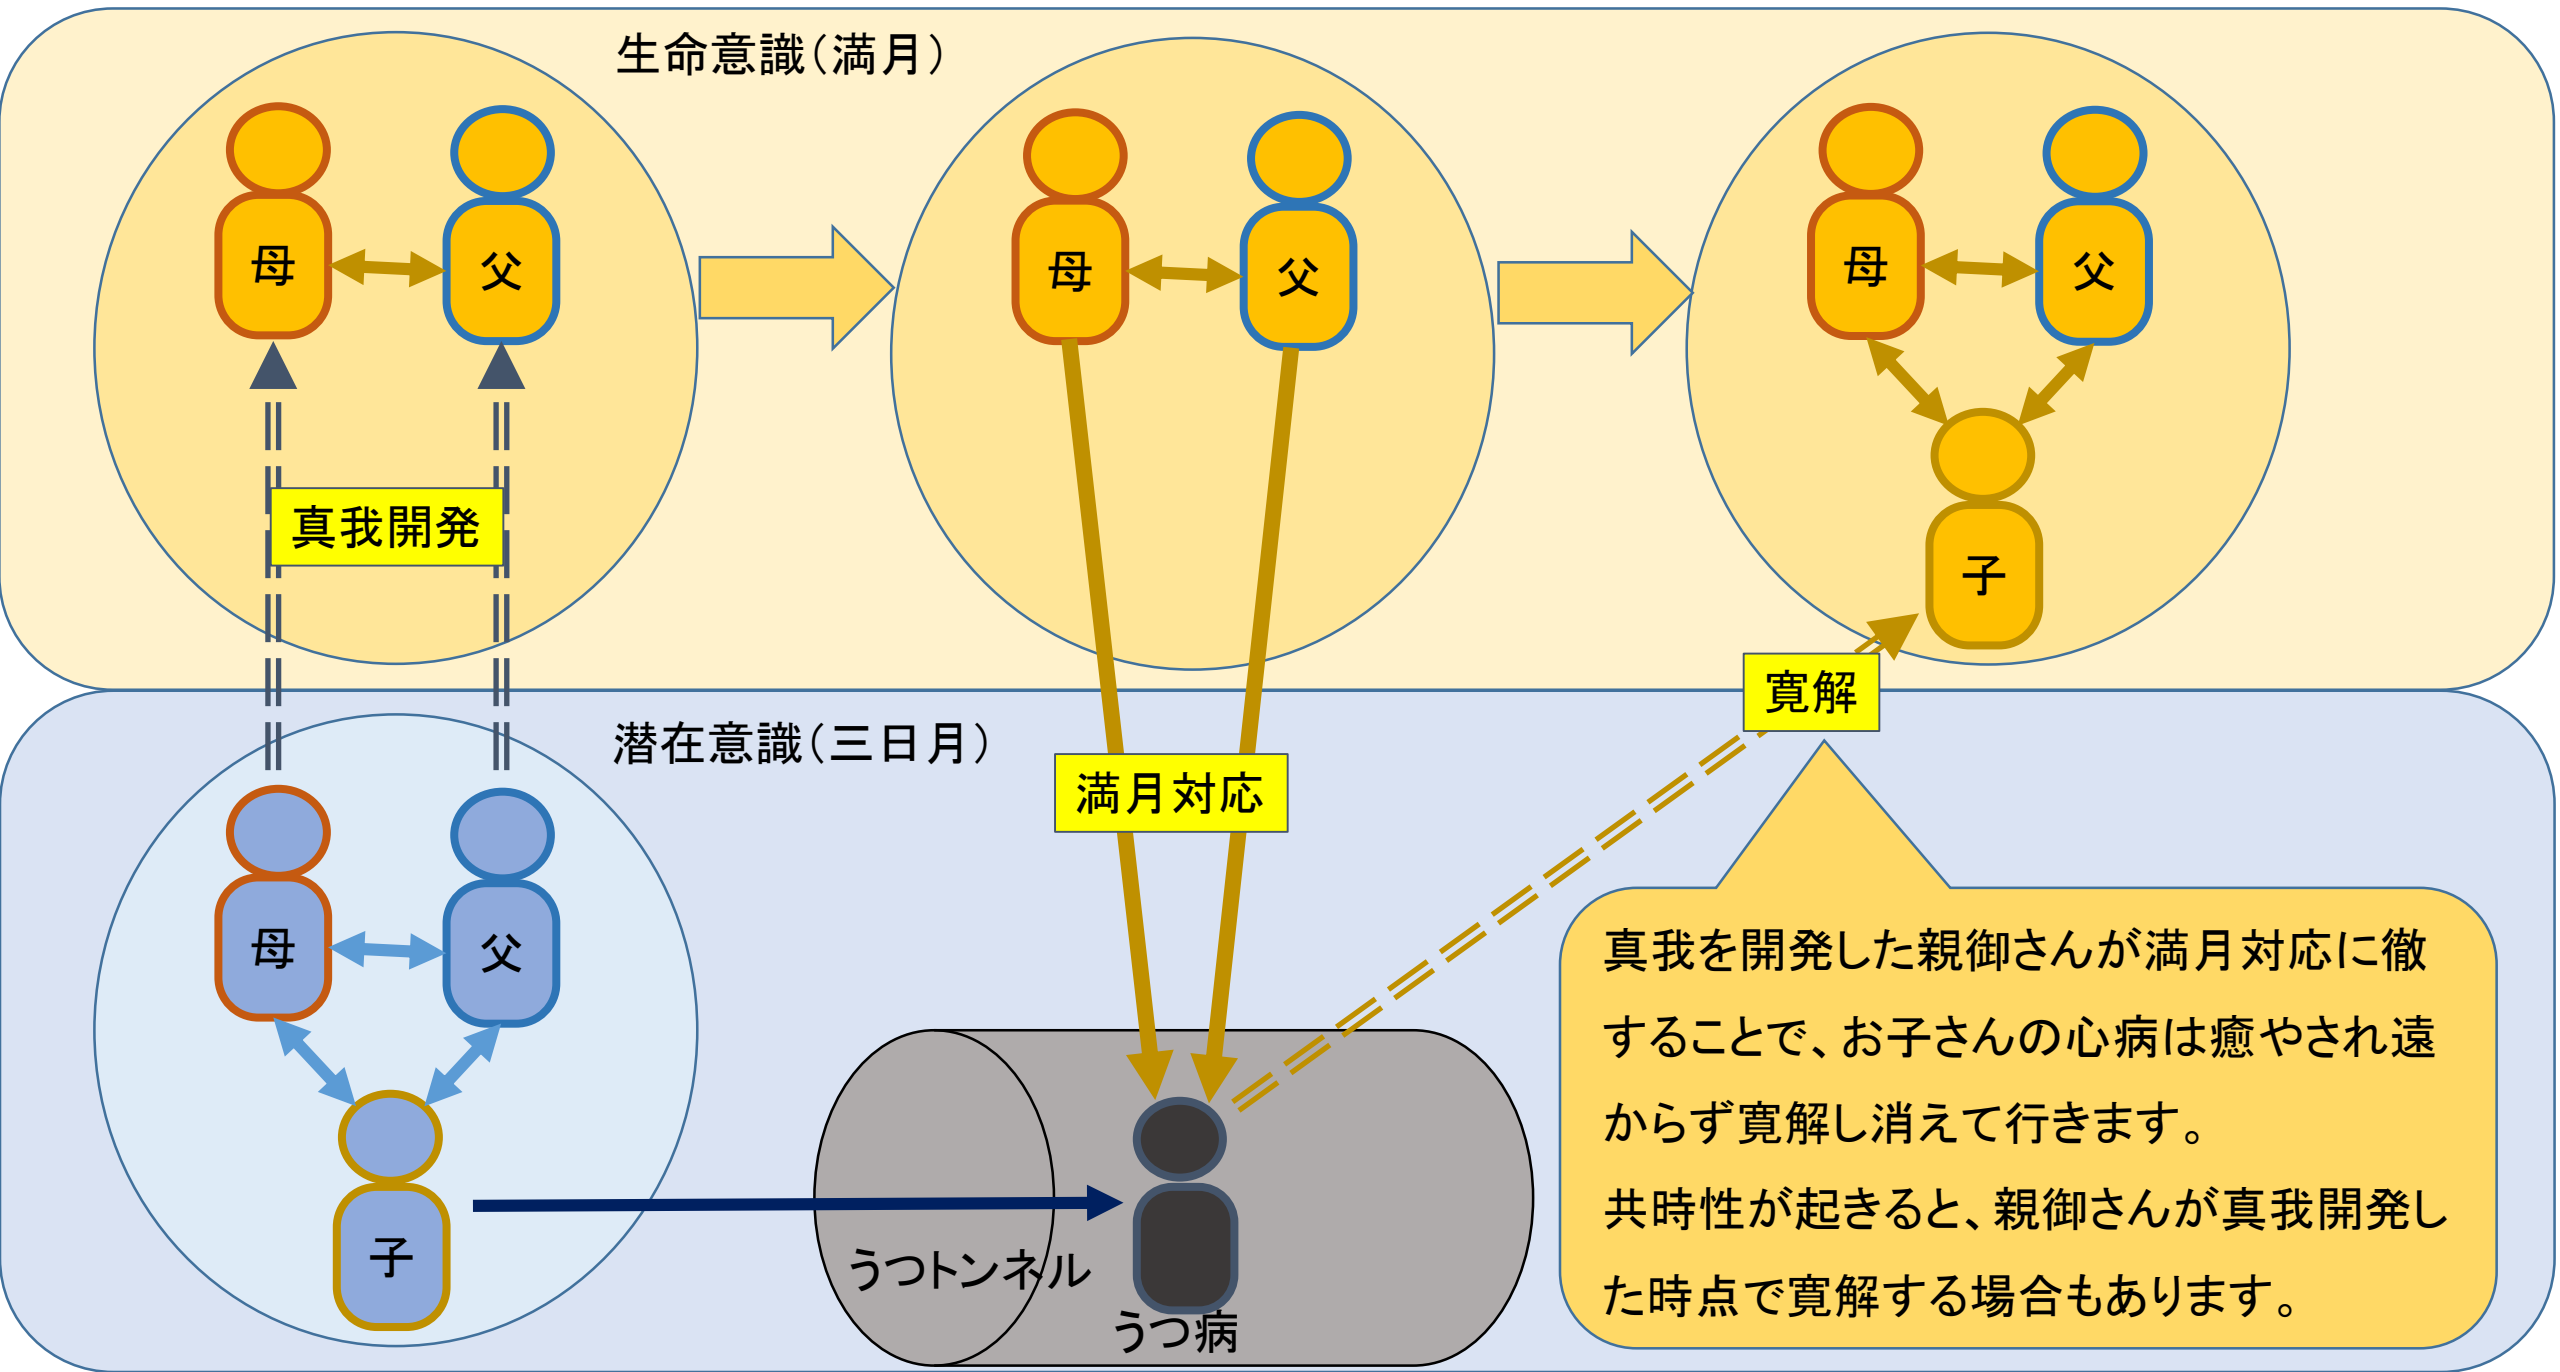 生命意識（満月）
母
父
母
父
母
父
子
真我開発
寛解
潜在意識（三日月）
満月対応
母
父
子
うつトンネル
うつ病
真我を開発した親御さんが満月対応に徹
することで、お子さんの心病は癒やされ遠
からず寛解し消えて行きます。
共時性が起きると、親御さんが真我開発し
た時点で寛解する場合もあります。